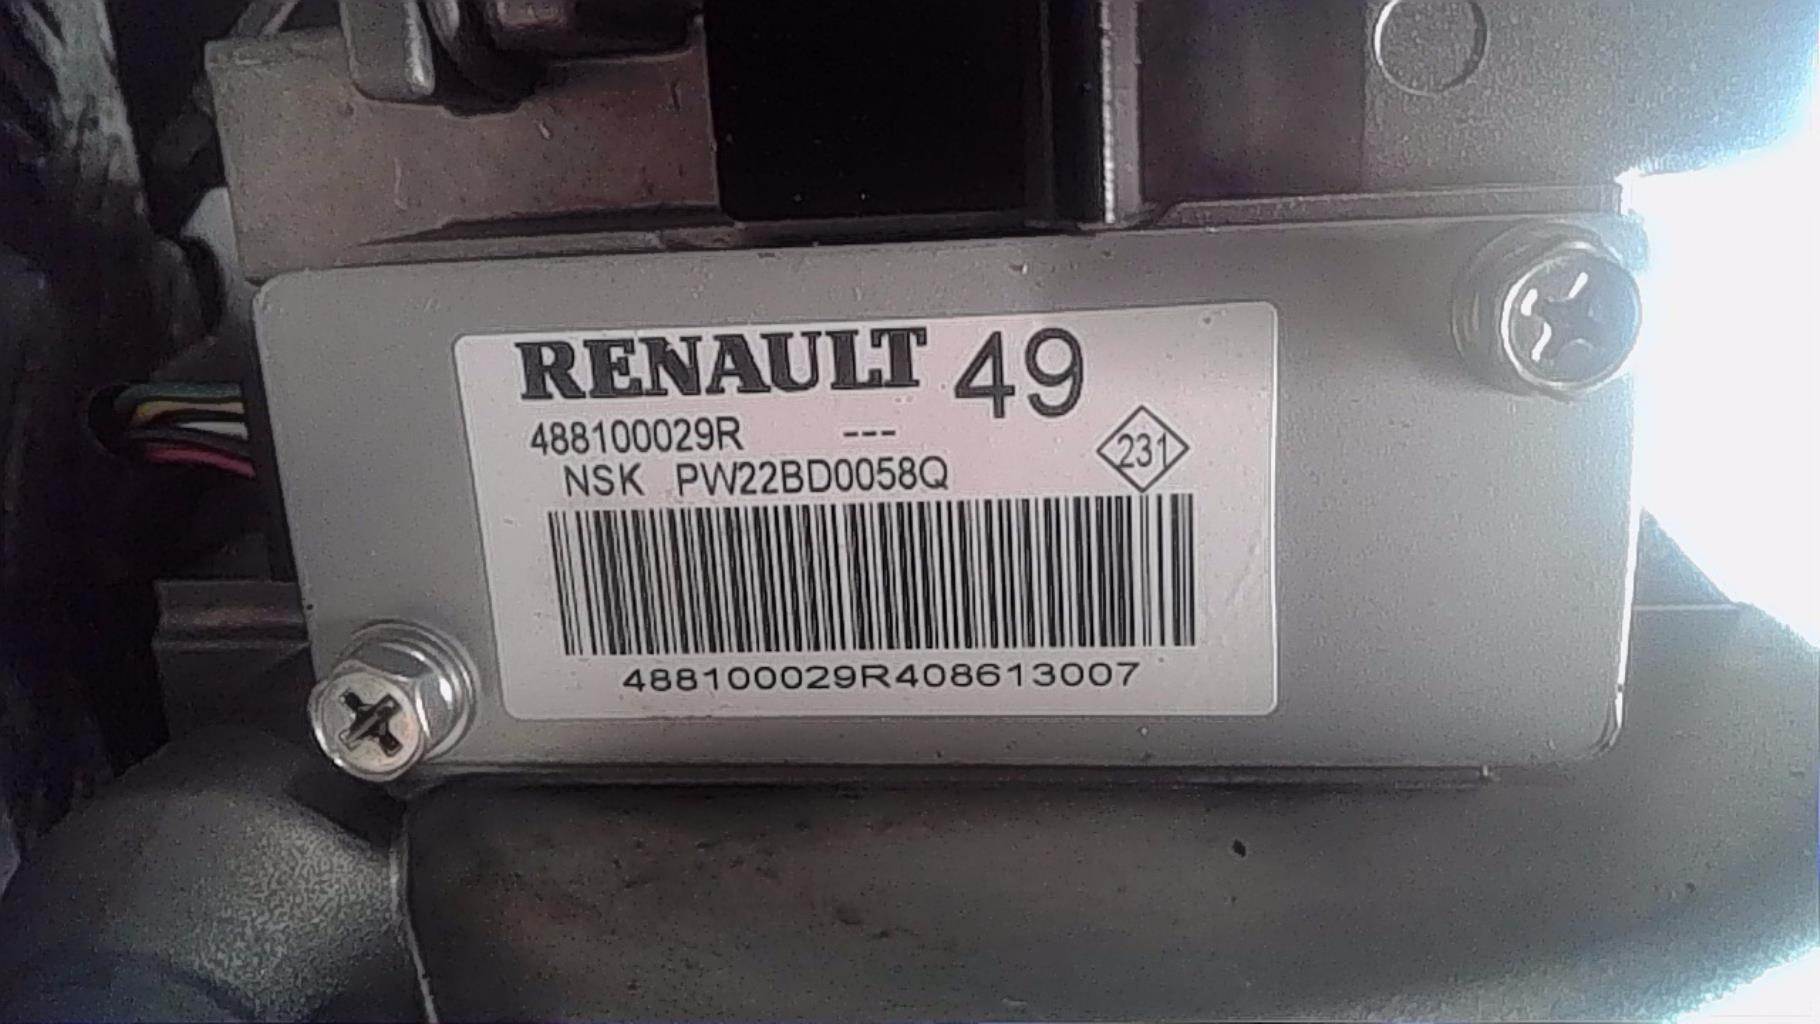 RENAULT 49
488100029R ---
NSK PW22BD0058Q
231
488100029R408613007